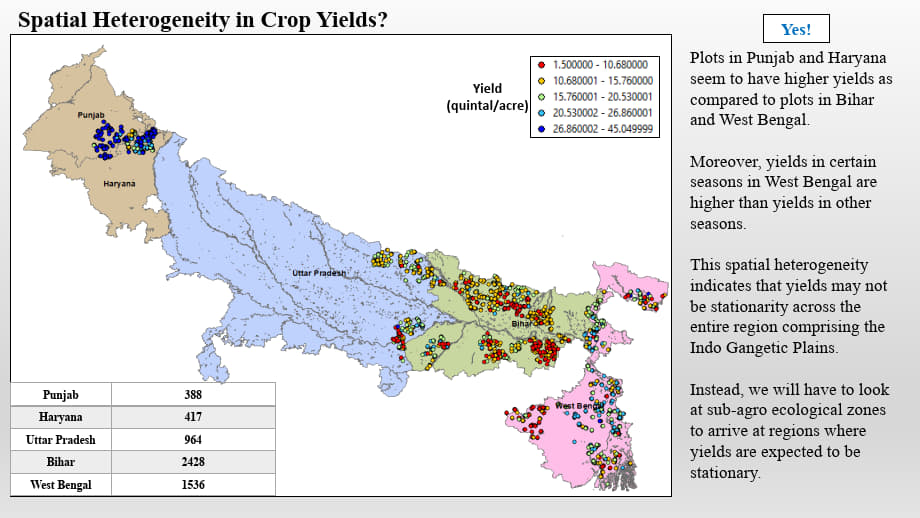 Spatial Heterogeneity in Crop Yields?
Yes!
Yield
(quintal/acre)
1.500000 - 10.680000
10.680001 - 15.760000
15.760001 - 20.530001
20.530002 - 26.860001
26.860002 - 45.049999
Punjab
Haryana
Uttar Pradesh
Bihar
West Bengal
Punjab 388
Haryana 417
Uttar Pradesh 964
Bihar 2428
West Bengal 1536
Plots in Punjab and Haryana
seem to have higher yields as
compared to plots in Bihar
and West Bengal.
Moreover, yields in certain
seasons in West Bengal are
higher than yields in other
seasons.
This spatial heterogeneity
indicates that yields may not
be stationarity across the
entire region comprising the
Indo Gangetic Plains.
Instead, we will have to look
at sub-agro ecological zones
to arrive at regions where
yields are expected to be
stationary.